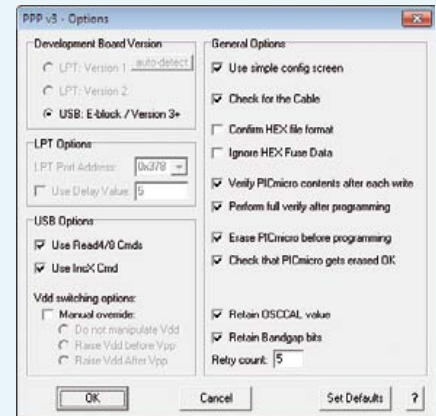 PPP v3 - Options
Development Board Version
LPT: Version 1
auto-detect
LPT: Version 2
USB: E-block / Version 3+
LPT Options
LPT Port Address:
0x378
Use Delay Value:
5
USB Options
Use Read4/8 Cmds
Use IncX Cmd
Vdd switching options:
Manual override:
Do not manipulate Vdd
Raise Vdd before Vpp
Raise Vdd After Vpp
General Options
Use simple config screen
Check for the Cable
Confirm HEX file format
Ignore HEX Fuse Data
Verify PICmicro contents after each write
Perform full verify after programming
Erase PICmicro before programming
Check that PICmicro gets erased OK
Retain OSCCAL value
Retain Bandgap bits
Retry count:
5
OK
Cancel
Set Defaults
?